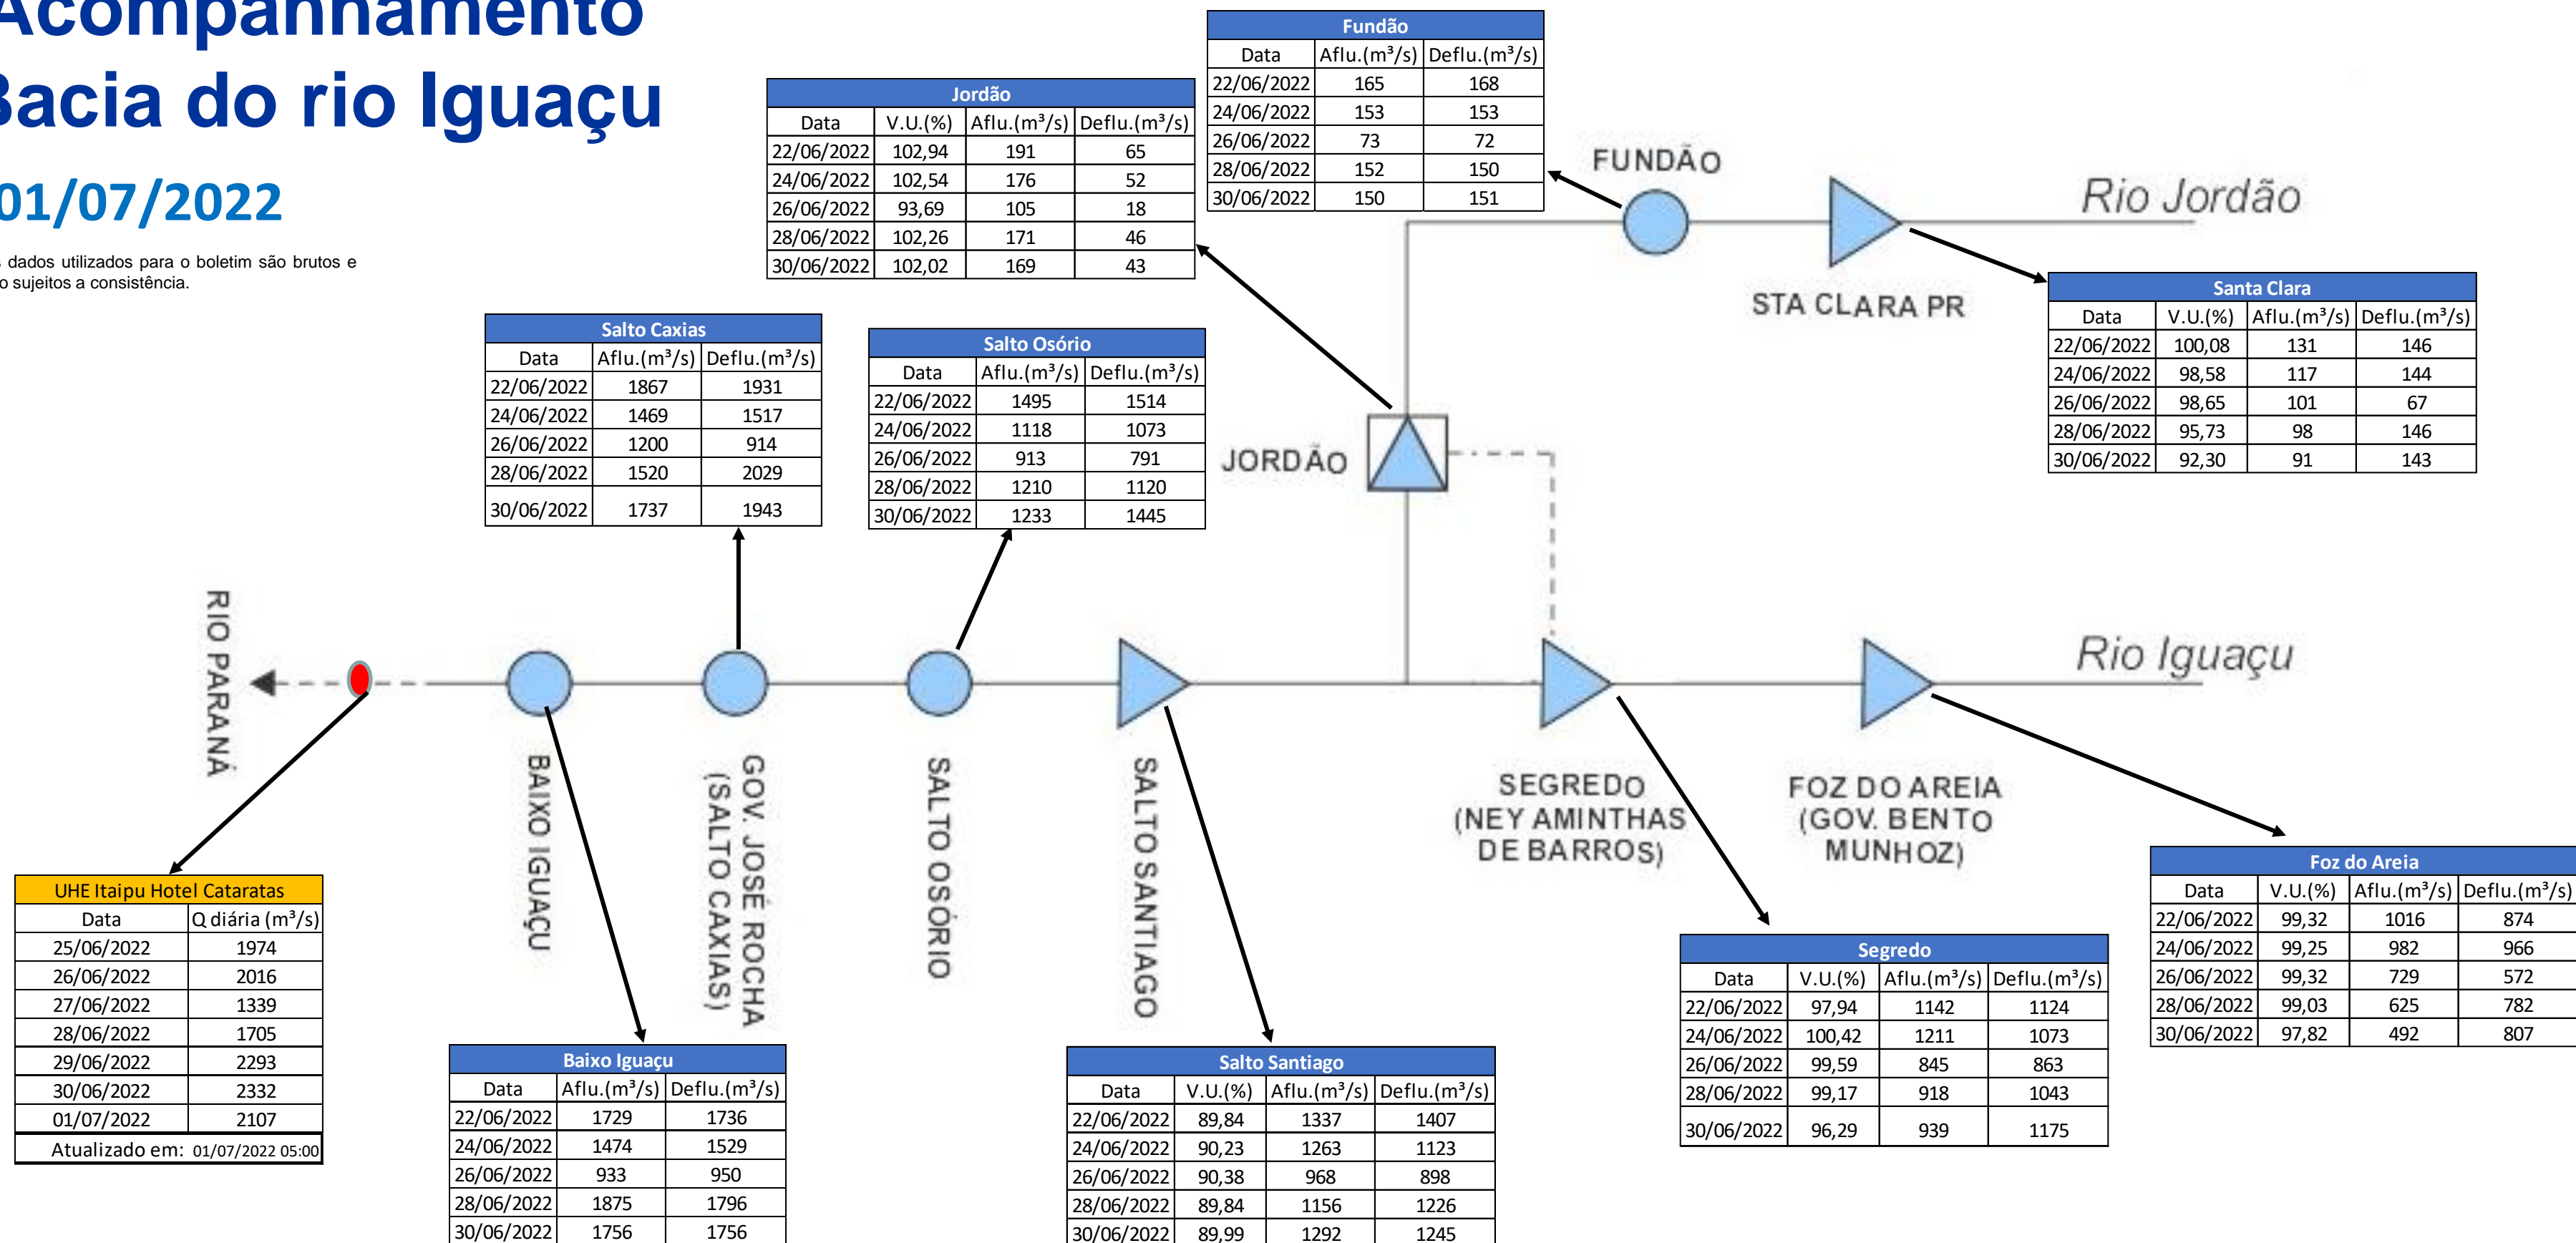 Acompanhamento
Bacia do rio Iguaçu
01/07/2022
s dados utilizados para o boletim são brutos e
o sujeitos a consistência.
Fundão
Data Aflu.(m³/s) Deflu.(m³/s)
22/06/2022 165 168
24/06/2022 153 153
26/06/2022 73 72
28/06/2022 152 150
30/06/2022 150 151
Jordão
Data V.U.(%) Aflu.(m³/s) Deflu.(m³/s)
22/06/2022 102,94 191 65
24/06/2022 102,54 176 52
26/06/2022 93,69 105 18
28/06/2022 102,26 171 46
30/06/2022 102,02 169 43
FUNDÃO
Rio Jordão
STA CLARA PR
Santa Clara
Data V.U.(%) Aflu.(m³/s) Deflu.(m³/s)
22/06/2022 100,08 131 146
24/06/2022 98,58 117 144
26/06/2022 98,65 101 67
28/06/2022 95,73 98 146
30/06/2022 92,30 91 143
Salto Caxias
Data Aflu.(m³/s) Deflu.(m³/s)
22/06/2022 1867 1931
24/06/2022 1469 1517
26/06/2022 1200 914
28/06/2022 1520 2029
30/06/2022 1737 1943
Salto Osório
Data Aflu.(m³/s) Deflu.(m³/s)
22/06/2022 1495 1514
24/06/2022 1118 1073
26/06/2022 913 791
28/06/2022 1210 1120
30/06/2022 1233 1445
JORDÃO
RIO PARANÁ
Rio Iguaçu
BAIXO IGUAÇU
GOV. JOSÉ ROCHA
(SALTO CAXIAS)
SALTO OSÓRIO
SALTO SANTIAGO
SEGREDO
(NEY AMINTHAS
DE BARROS)
FOZ DO AREIA
(GOV. BENTO
MUNHOZ)
Foz do Areia
Data V.U.(%) Aflu.(m³/s) Deflu.(m³/s)
22/06/2022 99,32 1016 874
24/06/2022 99,25 982 966
26/06/2022 99,32 729 572
28/06/2022 99,03 625 782
30/06/2022 97,82 492 807
UHE Itaipu Hotel Cataratas
Data Q diária (m³/s)
25/06/2022 1974
26/06/2022 2016
27/06/2022 1339
28/06/2022 1705
29/06/2022 2293
30/06/2022 2332
01/07/2022 2107
Atualizado em: 01/07/2022 05:00
Segredo
Data V.U.(%) Aflu.(m³/s) Deflu.(m³/s)
22/06/2022 97,94 1142 1124
24/06/2022 100,42 1211 1073
26/06/2022 99,59 845 863
28/06/2022 99,17 918 1043
30/06/2022 96,29 939 1175
Baixo Iguaçu
Data Aflu.(m³/s) Deflu.(m³/s)
22/06/2022 1729 1736
24/06/2022 1474 1529
26/06/2022 933 950
28/06/2022 1875 1796
30/06/2022 1756 1756
Salto Santiago
Data V.U.(%) Aflu.(m³/s) Deflu.(m³/s)
22/06/2022 89,84 1337 1407
24/06/2022 90,23 1263 1123
26/06/2022 90,38 968 898
28/06/2022 89,84 1156 1226
30/06/2022 89,99 1292 1245